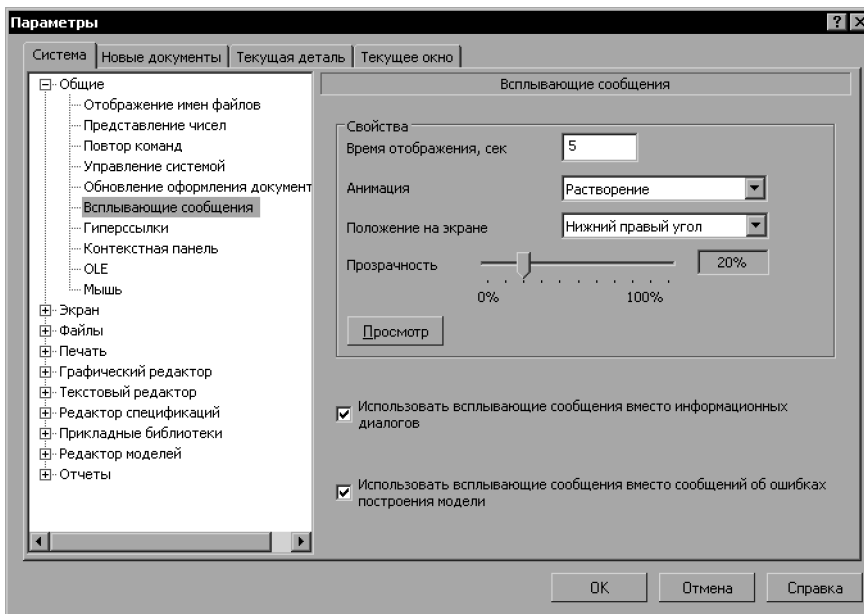 Параметры
Система Новые документы Текущая деталь Текущее окно
Общие
Отображение имен файлов
Представление чисел
Повтор команд
Управление системой
Обновление оформления документ
Всплывающие сообщения
Гиперссылки
Контекстная панель
OLE
Мышь
Экран
Файлы
Печать
Графический редактор
Текстовый редактор
Редактор спецификаций
Прикладные библиотеки
Редактор моделей
Отчеты
Всплывающие сообщения
Свойства
Время отображения, сек 5
Анимация Растворение
Положение на экране Нижний правый угол
Прозрачность 20%
0% 100%
Просмотр
Использовать всплывающие сообщения вместо информационных
диалогов
Использовать всплывающие сообщения вместо сообщений об ошибках
построения модели
OK Отмена Справка